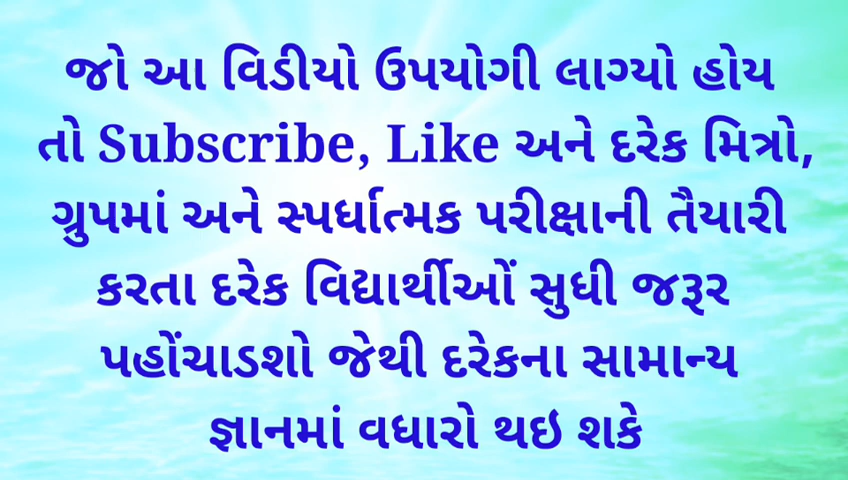 જો આ વિડીયો ઉપયોગી લાગ્યો હોય
તો Subscribe, Like અને દરેક મિત્રો,
ગ્રુપમાં અને સ્પર્ધાત્મક પરીક્ષાની તૈયારી
કરતા દરેક વિદ્યાર્થીઓં સુધી જરૂર
પહોંચાડશો જેથી દરેકના સામાન્ય
જ્ઞાનમાં વધારો થઇ શકે